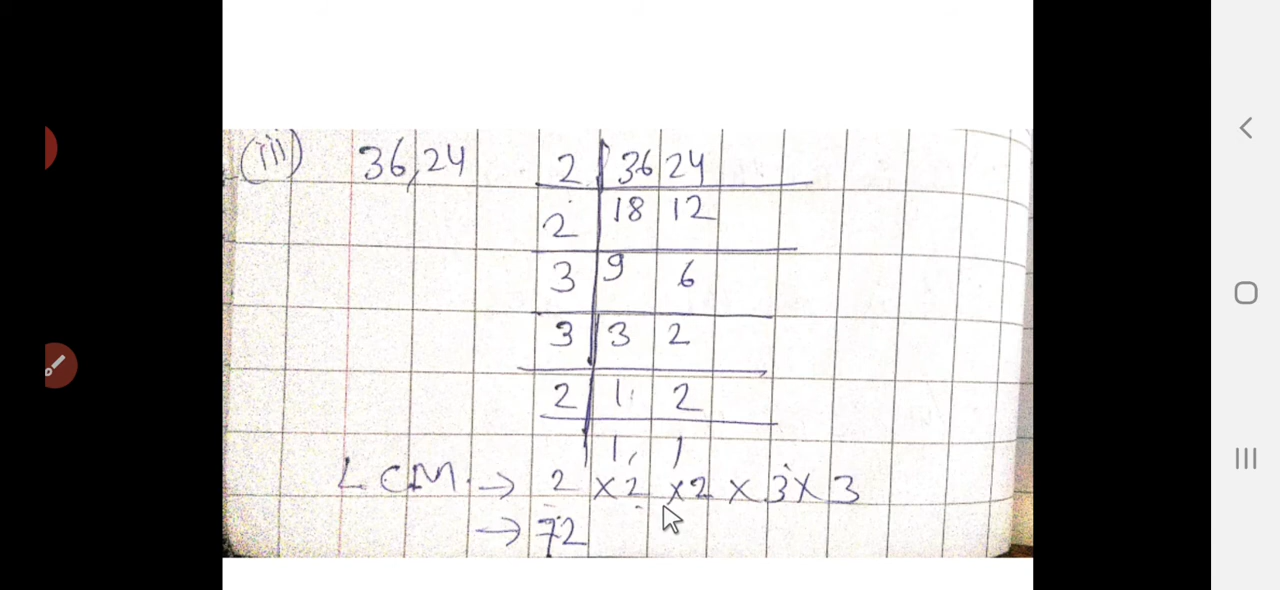 (iii) 36,24 2 36 24
2 18 12
3 9 6
3 3 2
2 1, 2
1, 1
LCM. → 2 × 2 × 2 × 3 × 3
→ 72